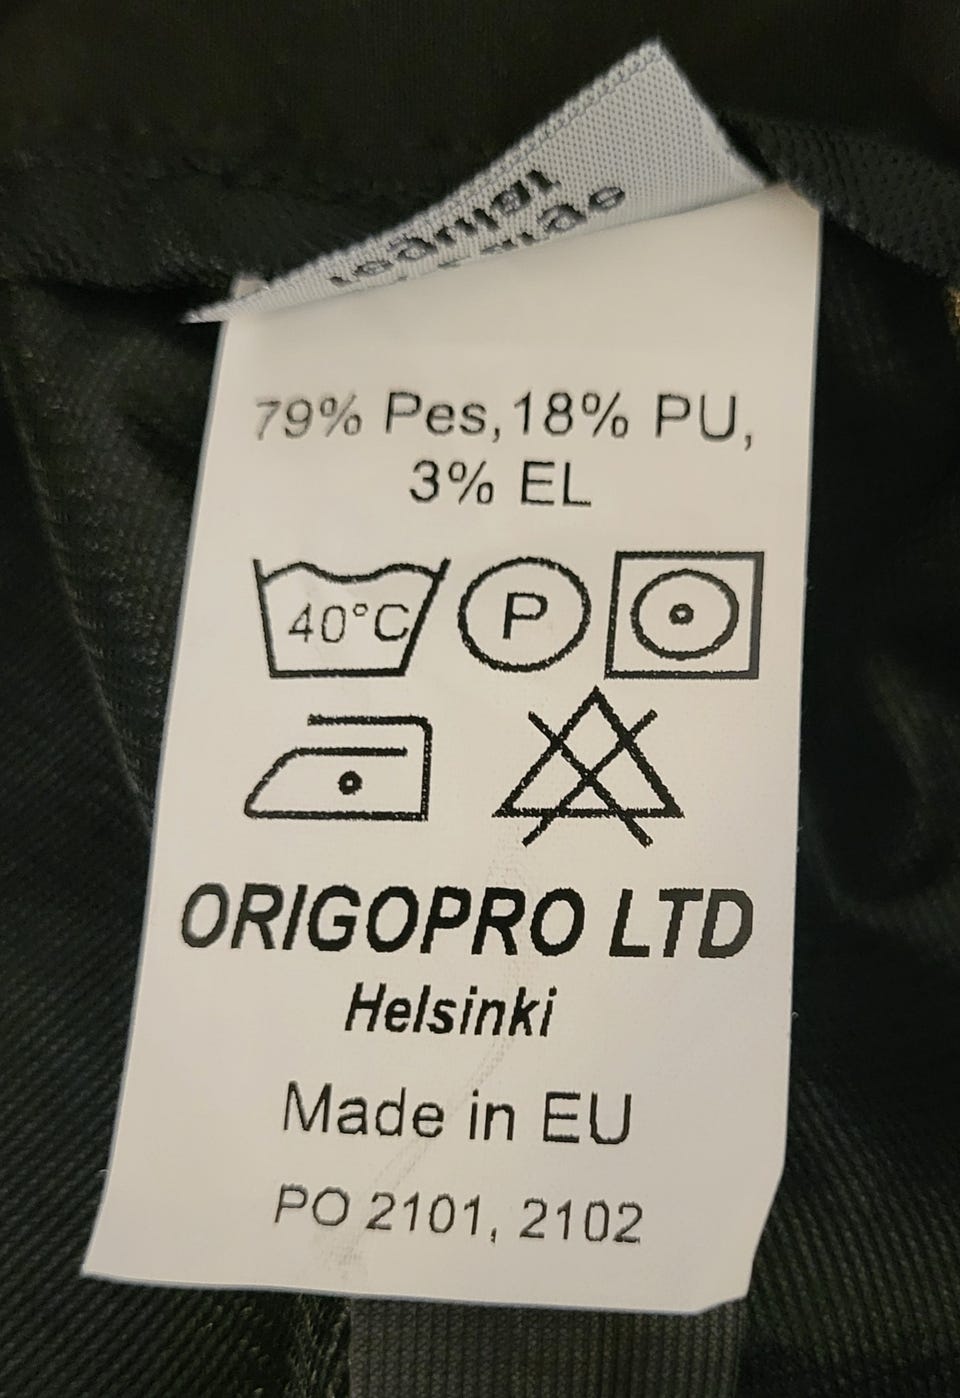 79% Pes,18% PU,
3% EL
40°C P
ORIGOPRO LTD
Helsinki
Made in EU
PO 2101, 2102